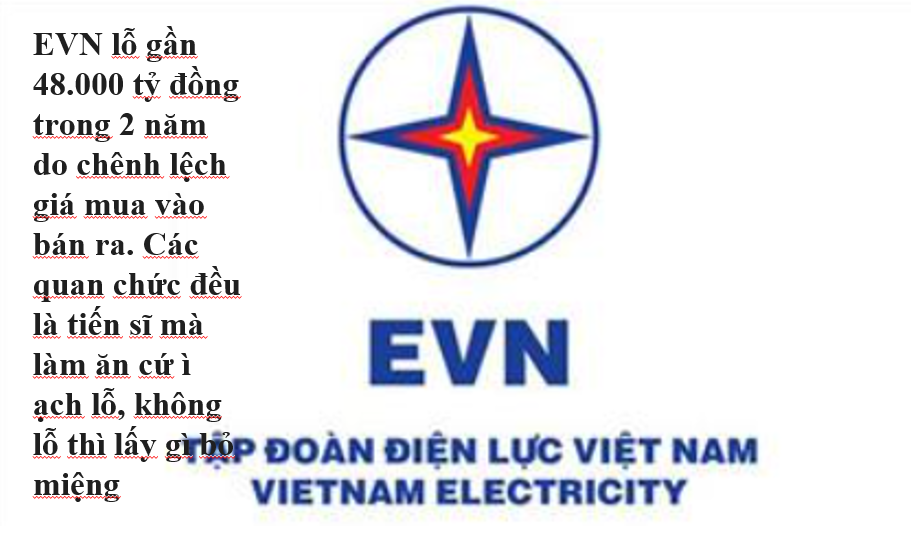 EVN lỗ gần
48.000 tỷ đồng
trong 2 năm
do chênh lệch
giá mua vào
bán ra. Các
quan chức đều
là tiến sĩ mà
làm ăn cứ ì
ạch lỗ, không
lỗ thì lấy gì bỏ
miệng
EVN
TẬP ĐOÀN ĐIỆN LỰC VIỆT NAM
VIETNAM ELECTRICITY